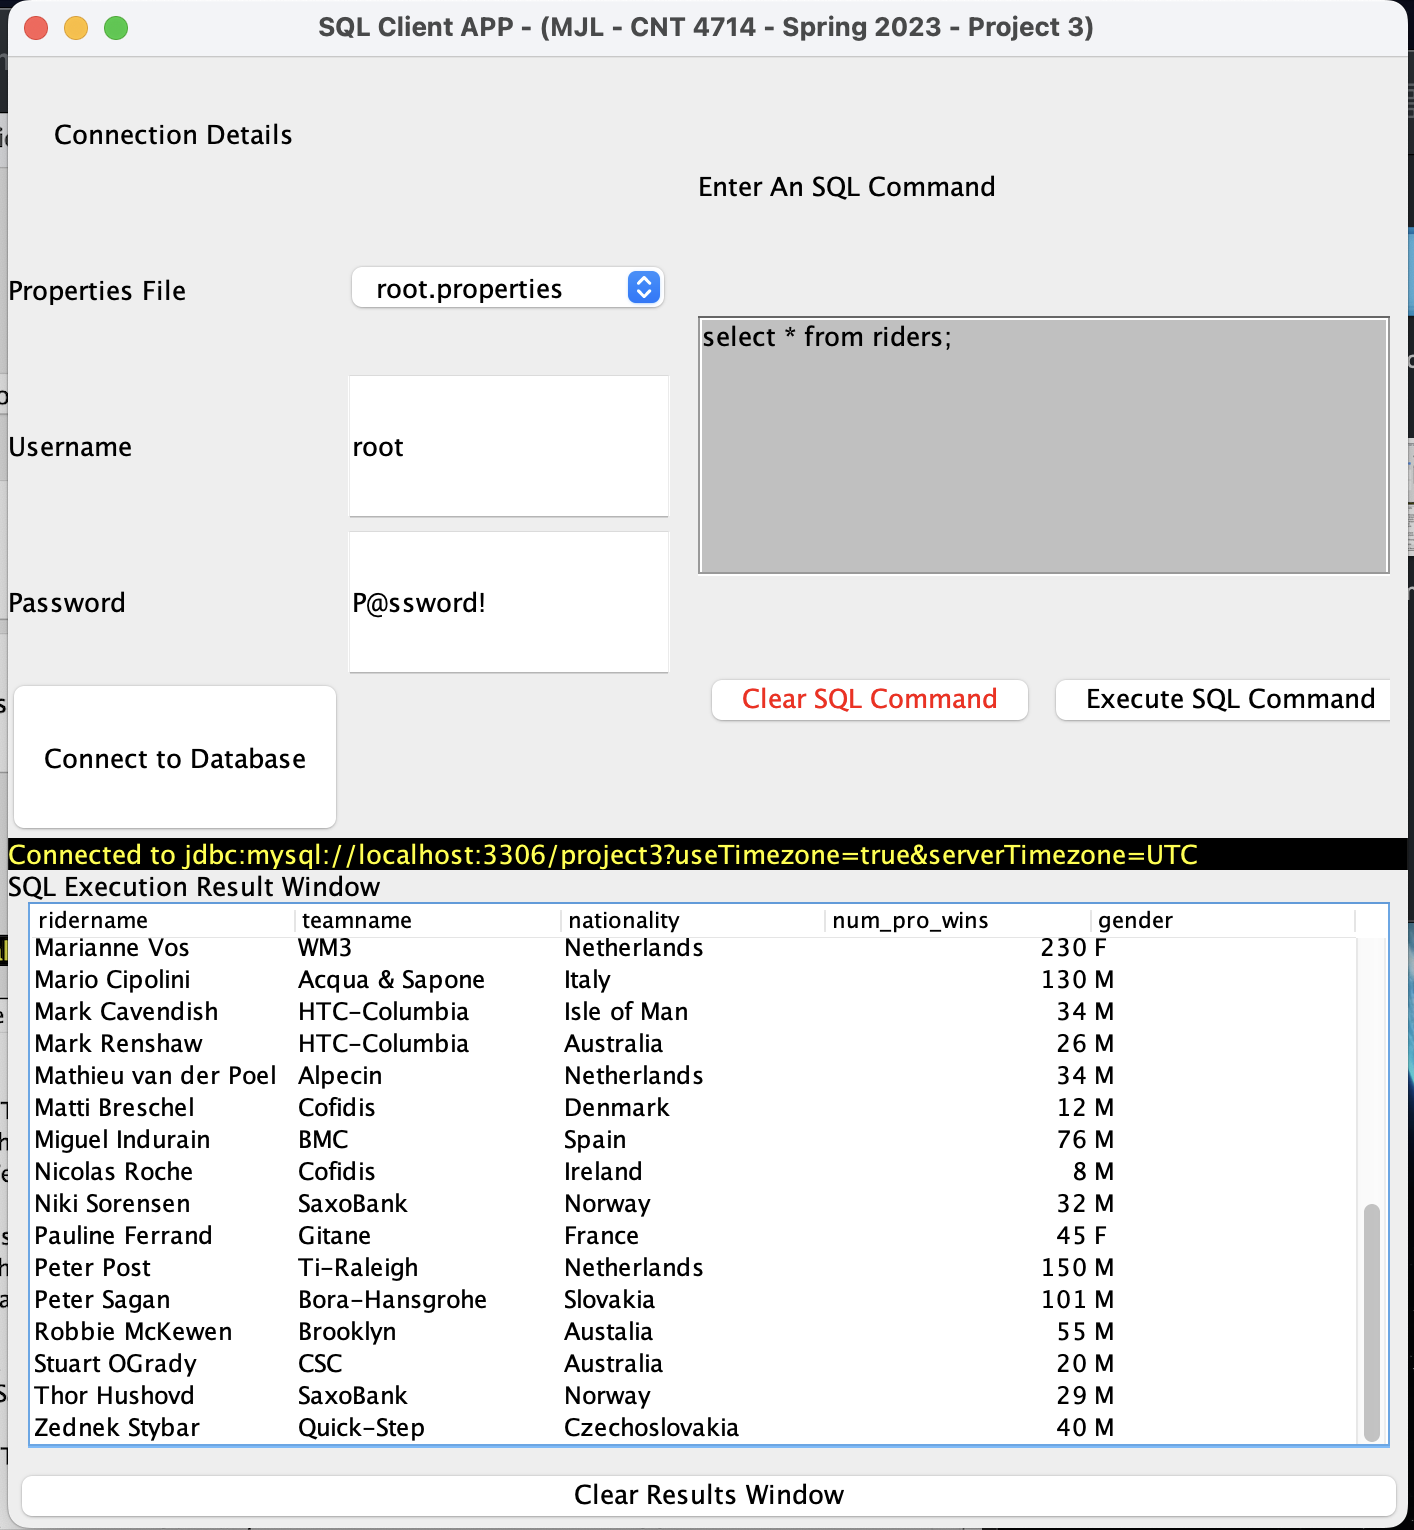 SQL Client APP - (MJL - CNT 4714 - Spring 2023 - Project 3)
Connection Details
Enter An SQL Command
Properties File root.properties
select * from riders;
Username root
Password P@ssword!
Clear SQL Command Execute SQL Command
Connect to Database
Connected to jdbc:mysql://localhost:3306/project3?useTimezone=true&serverTimezone=UTC
SQL Execution Result Window
ridername teamname nationality num_pro_wins gender
Marianne Vos WM3 Netherlands 230 F
Mario Cipolini Acqua & Sapone Italy 130 M
Mark Cavendish HTC-Columbia Isle of Man 34 M
Mark Renshaw HTC-Columbia Australia 26 M
Mathieu van der Poel Alpecin Netherlands 34 M
Matti Breschel Cofidis Denmark 12 M
Miguel Indurain BMC Spain 76 M
Nicolas Roche Cofidis Ireland 8 M
Niki Sorensen SaxoBank Norway 32 M
Pauline Ferrand Gitane France 45 F
Peter Post Ti-Raleigh Netherlands 150 M
Peter Sagan Bora-Hansgrohe Slovakia 101 M
Robbie McKewen Brooklyn Austalia 55 M
Stuart OGrady CSC Australia 20 M
Thor Hushovd SaxoBank Norway 29 M
Zednek Stybar Quick-Step Czechoslovakia 40 M
Clear Results Window